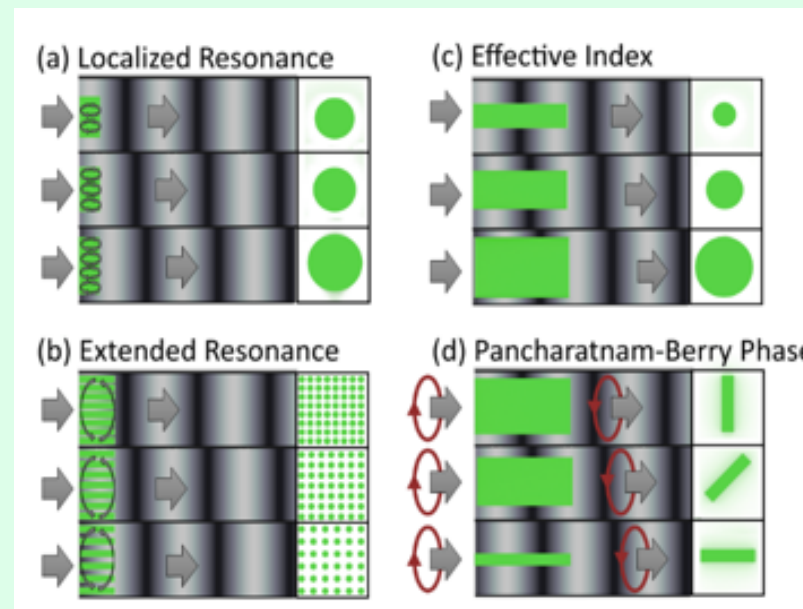 (a) Localized Resonance
(c) Effective Index
(b) Extended Resonance
(d) Pancharatnam-Berry Phase